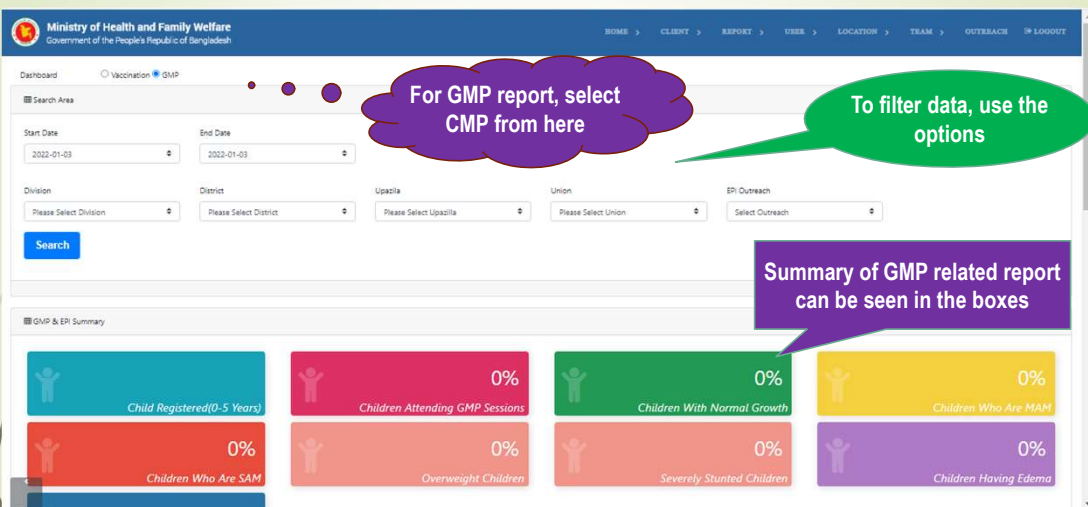 Ministry of Health and Family Welfare
Government of the People's Republic of Bangladesh
HOME > CLIENT > REPORT > USER > LOCATION > TEAM > OUTREACH LOGOUT
Dashboard Vaccination GMP
For GMP report, select
CMP from here
To filter data, use the
options
Search Area
Start Date End Date
2022-01-03 2022-01-03
Division District Upazila Union EPI Outreach
Please Select Division Please Select District Please Select Upazilla Please Select Union Select Outreach
Search
Summary of GMP related report
can be seen in the boxes
GMP & EPI Summary
Child Registered(0-5 Years)
0%
Children Attending GMP Sessions
0%
Children With Normal Growth
0%
Children Who Are MAM
0%
Children Who Are SAM
0%
Overweight Children
0%
Severely Stunted Children
0%
Children Having Edema